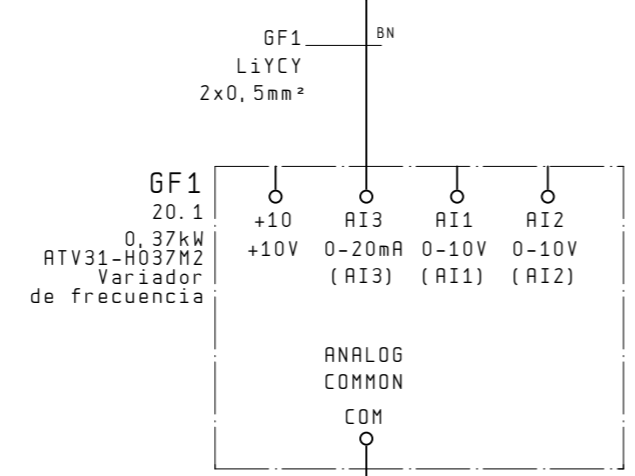 GF1
BN
LiYCY
2x0,5mm²
GF1
20.1
0,37kW
ATV31-H037M2
Variador
de frecuencia
+10 AI3 AI1 AI2
+10V 0-20mA 0-10V 0-10V
(AI3) (AI1) (AI2)
ANALOG
COMMON
COM